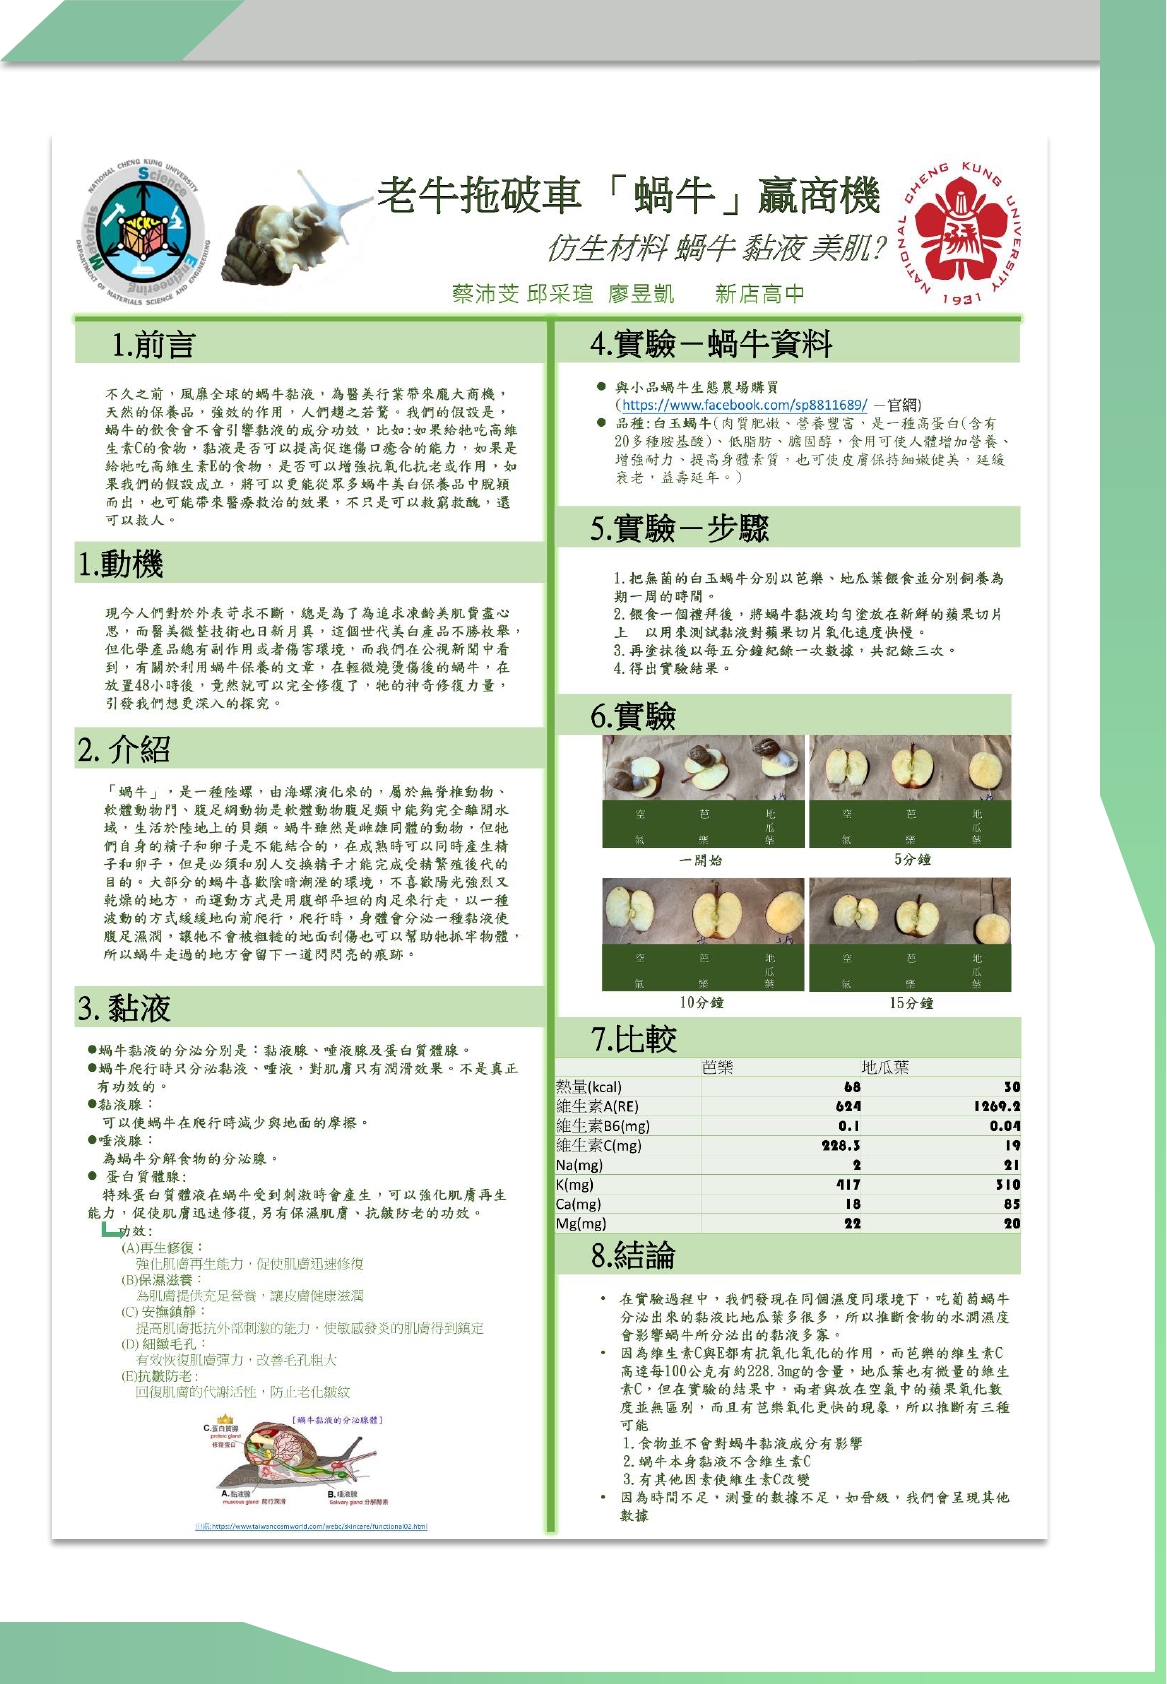 NATIONAL CHENG KUNG UNIVERSITY
Materials Science Engineering
DEPARTMENT OF MATERIALS SCIENCE AND ENGINEERING
NCKU
老牛拖破車「蝸牛」贏商機
仿生材料 蝸牛 黏液 美肌?
蔡沛芠 邱采瑄 廖昱凱 新店高中
NATIONAL CHENG KUNG UNIVERSITY
1931
1.前言
不久之前，風靡全球的蝸牛黏液，為醫美行業帶來龐大商機，
天然的保養品，強效的作用，人們趨之若鶩。我們的假設是，
蝸牛的飲食會不會引響黏液的成分功效，比如:如果給牠吃高維
生素C的食物，黏液是否可以提高促進傷口癒合的能力，如果是
給牠吃高維生素E的食物，是否可以增強抗氧化抗老或作用，如
果我們的假設成立，將可以更能從眾多蝸牛美白保養品中脫穎
而出，也可能帶來醫療救治的效果，不只是可以救窮救醜，還
可以救人。
1.動機
現今人們對於外表苛求不斷，總是為了為追求凍齡美肌費盡心
思，而醫美微整技術也日新月異，這個世代美白產品不勝枚舉，
但化學產品總有副作用或者傷害環境，而我們在公視新聞中看
到，有關於利用蝸牛保養的文章，在輕微燒燙傷後的蝸牛，在
放置48小時後，竟然就可以完全修復了，牠的神奇修復力量，
引發我們想更深入的探究。
2. 介紹
「蝸牛」，是一種陸螺，由海螺演化來的，屬於無脊椎動物、
軟體動物門、腹足綱動物是軟體動物腹足類中能夠完全離開水
域，生活於陸地上的貝類。蝸牛雖然是雌雄同體的動物，但牠
們自身的精子和卵子是不能結合的，在成熟時可以同時產生精
子和卵子，但是必須和別人交換精子才能完成受精繁殖後代的
目的。大部分的蝸牛喜歡陰暗潮溼的環境，不喜歡陽光強烈又
乾燥的地方，而運動方式是用腹部平坦的肉足來行走，以一種
波動的方式緩緩地向前爬行，爬行時，身體會分泌一種黏液使
腹足濕潤，讓牠不會被粗糙的地面刮傷也可以幫助牠抓牢物體，
所以蝸牛走過的地方會留下一道閃閃亮的痕跡。
3. 黏液
●蝸牛黏液的分泌分別是：黏液腺、唾液腺及蛋白質體腺。
●蝸牛爬行時只分泌黏液、唾液，對肌膚只有潤滑效果。不是真正
有功效的。
●黏液腺：
可以使蝸牛在爬行時減少與地面的摩擦。
●唾液腺：
為蝸牛分解食物的分泌腺。
● 蛋白質體腺:
特殊蛋白質體液在蝸牛受到刺激時會產生，可以強化肌膚再生
能力，促使肌膚迅速修復,另有保濕肌膚、抗皺防老的功效。
功效:
(A)再生修復：
強化肌膚再生能力，促使肌膚迅速修復
(B)保濕滋養：
為肌膚提供充足營養，讓皮膚健康滋潤
(C) 安撫鎮靜：
提高肌膚抵抗外部刺激的能力，使敏感發炎的肌膚得到鎮定
(D) 細緻毛孔：
有效恢復肌膚彈力，改善毛孔粗大
(E)抗皺防老:
回復肌膚的代謝活性，防止老化皺紋
[蝸牛黏液的分泌腺體]
C.蛋白質腺
proteic gland
修復蛋白
A.黏液腺
mucous gland 爬行潤滑
B.唾液腺
Salivary gland 分解酵素
出處:https://www.taiwancosmworld.com/webc/skincare/functional02.html
4.實驗－蝸牛資料
● 與小品蝸牛生態農場購買
(https://www.facebook.com/sp8811689/ －官網)
● 品種:白玉蝸牛(肉質肥嫩、營養豐富，是一種高蛋白(含有
20多種胺基酸)、低脂肪、膽固醇，食用可使人體增加營養、
增強耐力、提高身體素質，也可使皮膚保持細嫩健美，延緩
衰老，益壽延年。)
5.實驗－步驟
1.把無菌的白玉蝸牛分別以芭樂、地瓜葉餵食並分別飼養為
期一周的時間。
2.餵食一個禮拜後，將蝸牛黏液均勻塗放在新鮮的蘋果切片
上 以用來測試黏液對蘋果切片氧化速度快慢。
3.再塗抹後以每五分鐘紀錄一次數據，共記錄三次。
4.得出實驗結果。
6.實驗
空氣 芭樂 地瓜葉
空氣 芭樂 地瓜葉
一開始 5分鐘
空氣 芭樂 地瓜葉
空氣 芭樂 地瓜葉
10分鐘 15分鐘
7.比較
芭樂 地瓜葉
熱量(kcal) 68 30
維生素A(RE) 624 1269.2
維生素B6(mg) 0.1 0.04
維生素C(mg) 228.3 19
Na(mg) 2 21
K(mg) 417 310
Ca(mg) 18 85
Mg(mg) 22 20
8.結論
• 在實驗過程中，我們發現在同個濕度同環境下，吃葡萄蝸牛
分泌出來的黏液比地瓜葉多很多，所以推斷食物的水潤濕度
會影響蝸牛所分泌出的黏液多寡。
• 因為維生素C與E都有抗氧化氧化的作用，而芭樂的維生素C
高達每100公克有約228.3mg的含量，地瓜葉也有微量的維生
素C，但在實驗的結果中，兩者與放在空氣中的蘋果氧化數
度並無區別，而且有芭樂氧化更快的現象，所以推斷有三種
可能
1.食物並不會對蝸牛黏液成分有影響
2.蝸牛本身黏液不含維生素C
3.有其他因素使維生素C改變
• 因為時間不足，測量的數據不足，如晉級，我們會呈現其他
數據